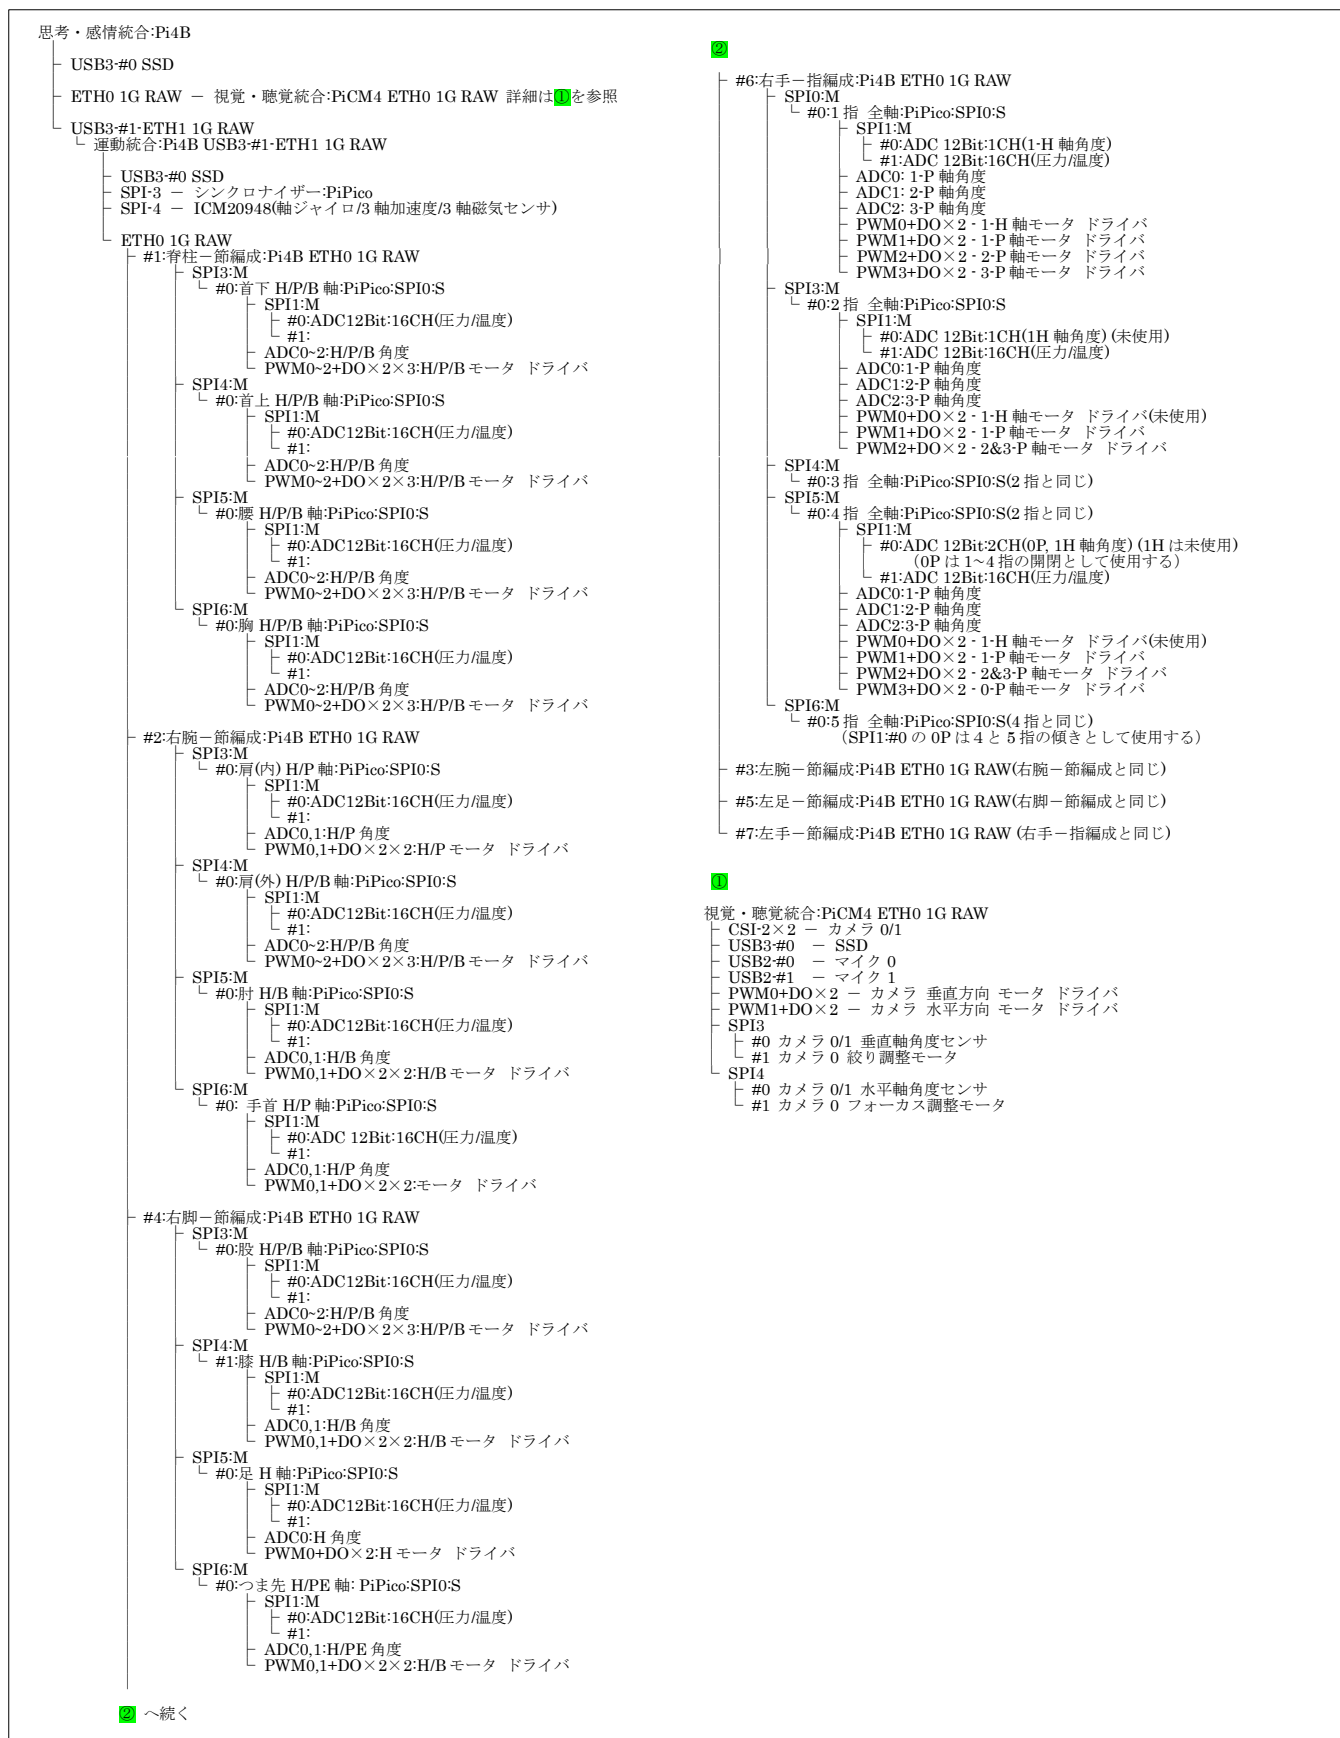 思考・感情統合:Pi4B
├ USB3-#0 SSD
├ ETH0 1G RAW － 視覚・聴覚統合:PiCM4 ETH0 1G RAW 詳細は①を参照
└ USB3-#1-ETH1 1G RAW
└ 運動統合:Pi4B USB3-#1-ETH1 1G RAW
├ USB3-#0 SSD
├ SPI-3 － シンクロナイザー:PiPico
├ SPI-4 － ICM20948(軸ジャイロ/3軸加速度/3軸磁気センサ)
└ ETH0 1G RAW
├ #1:脊柱－節編成:Pi4B ETH0 1G RAW
├ SPI3:M
└ #0:首下 H/P/B 軸:PiPico:SPI0:S
├ SPI1:M
├ #0:ADC12Bit:16CH(圧力/温度)
└ #1:
├ ADC0~2:H/P/B 角度
└ PWM0~2+DO×2×3:H/P/B モータ ドライバ
├ SPI4:M
└ #0:首上 H/P/B 軸:PiPico:SPI0:S
├ SPI1:M
├ #0:ADC12Bit:16CH(圧力/温度)
└ #1:
├ ADC0~2:H/P/B 角度
└ PWM0~2+DO×2×3:H/P/B モータ ドライバ
├ SPI5:M
└ #0:腰 H/P/B 軸:PiPico:SPI0:S
├ SPI1:M
├ #0:ADC12Bit:16CH(圧力/温度)
└ #1:
├ ADC0~2:H/P/B 角度
└ PWM0~2+DO×2×3:H/P/B モータ ドライバ
└ SPI6:M
└ #0:胸 H/P/B 軸:PiPico:SPI0:S
├ SPI1:M
├ #0:ADC12Bit:16CH(圧力/温度)
└ #1:
├ ADC0~2:H/P/B 角度
└ PWM0~2+DO×2×3:H/P/B モータ ドライバ
├ #2:右腕－節編成:Pi4B ETH0 1G RAW
├ SPI3:M
└ #0:肩(内) H/P 軸:PiPico:SPI0:S
├ SPI1:M
├ #0:ADC12Bit:16CH(圧力/温度)
└ #1:
├ ADC0,1:H/P 角度
└ PWM0,1+DO×2×2:H/P モータ ドライバ
├ SPI4:M
└ #0:肩(外) H/P/B 軸:PiPico:SPI0:S
├ SPI1:M
├ #0:ADC12Bit:16CH(圧力/温度)
└ #1:
├ ADC0~2:H/P/B 角度
└ PWM0~2+DO×2×3:H/P/B モータ ドライバ
├ SPI5:M
└ #0:肘 H/B 軸:PiPico:SPI0:S
├ SPI1:M
├ #0:ADC12Bit:16CH(圧力/温度)
└ #1:
├ ADC0,1:H/B 角度
└ PWM0,1+DO×2×2:H/B モータ ドライバ
└ SPI6:M
└ #0: 手首 H/P 軸:PiPico:SPI0:S
├ SPI1:M
├ #0:ADC 12Bit:16CH(圧力/温度)
└ #1:
├ ADC0,1:H/P 角度
└ PWM0,1+DO×2×2:モータ ドライバ
├ #4:右脚－節編成:Pi4B ETH0 1G RAW
├ SPI3:M
└ #0:股 H/P/B 軸:PiPico:SPI0:S
├ SPI1:M
├ #0:ADC12Bit:16CH(圧力/温度)
└ #1:
├ ADC0~2:H/P/B 角度
└ PWM0~2+DO×2×3:H/P/B モータ ドライバ
├ SPI4:M
└ #1:膝 H/B 軸:PiPico:SPI0:S
├ SPI1:M
├ #0:ADC12Bit:16CH(圧力/温度)
└ #1:
├ ADC0,1:H/B 角度
└ PWM0,1+DO×2×2:H/B モータ ドライバ
├ SPI5:M
└ #0:足 H 軸:PiPico:SPI0:S
├ SPI1:M
├ #0:ADC12Bit:16CH(圧力/温度)
└ #1:
├ ADC0:H 角度
└ PWM0+DO×2:H モータ ドライバ
└ SPI6:M
└ #0:つま先 H/PE 軸: PiPico:SPI0:S
├ SPI1:M
├ #0:ADC12Bit:16CH(圧力/温度)
└ #1:
├ ADC0,1:H/PE 角度
└ PWM0,1+DO×2×2:H/B モータ ドライバ
② へ続く
②
├ #6:右手－指編成:Pi4B ETH0 1G RAW
├ SPI0:M
└ #0:1指 全軸:PiPico:SPI0:S
├ SPI1:M
├ #0:ADC 12Bit:1CH(1-H 軸角度)
└ #1:ADC 12Bit:16CH(圧力/温度)
├ ADC0: 1-P 軸角度
├ ADC1: 2-P 軸角度
├ ADC2: 3-P 軸角度
├ PWM0+DO×2 - 1-H 軸モータ ドライバ
├ PWM1+DO×2 - 1-P 軸モータ ドライバ
├ PWM2+DO×2 - 2-P 軸モータ ドライバ
└ PWM3+DO×2 - 3-P 軸モータ ドライバ
├ SPI3:M
└ #0:2指 全軸:PiPico:SPI0:S
├ SPI1:M
├ #0:ADC 12Bit:1CH(1H 軸角度) (未使用)
└ #1:ADC 12Bit:16CH(圧力/温度)
├ ADC0:1-P 軸角度
├ ADC1:2-P 軸角度
├ ADC2:3-P 軸角度
├ PWM0+DO×2 - 1-H 軸モータ ドライバ(未使用)
├ PWM1+DO×2 - 1-P 軸モータ ドライバ
└ PWM2+DO×2 - 2&3-P 軸モータ ドライバ
├ SPI4:M
└ #0:3指 全軸:PiPico:SPI0:S(2指と同じ)
├ SPI5:M
└ #0:4指 全軸:PiPico:SPI0:S(2指と同じ)
├ SPI1:M
├ #0:ADC 12Bit:2CH(0P, 1H 軸角度) (1H は未使用)
（0P は 1~4 指の開閉として使用する）
└ #1:ADC 12Bit:16CH(圧力/温度)
├ ADC0:1-P 軸角度
├ ADC1:2-P 軸角度
├ ADC2:3-P 軸角度
├ PWM0+DO×2 - 1-H 軸モータ ドライバ(未使用)
├ PWM1+DO×2 - 1-P 軸モータ ドライバ
├ PWM2+DO×2 - 2&3-P 軸モータ ドライバ
└ PWM3+DO×2 - 0-P 軸モータ ドライバ
└ SPI6:M
└ #0:5指 全軸:PiPico:SPI0:S(4指と同じ)
（SPI1:#0 の 0P は４と５指の傾きとして使用する）
├ #3:左腕－節編成:Pi4B ETH0 1G RAW(右腕－節編成と同じ)
├ #5:左足－節編成:Pi4B ETH0 1G RAW(右脚－節編成と同じ)
└ #7:左手－節編成:Pi4B ETH0 1G RAW (右手－指編成と同じ)
①
視覚・聴覚統合:PiCM4 ETH0 1G RAW
├ CSI-2×2 － カメラ 0/1
├ USB3-#0 － SSD
├ USB2-#0 － マイク 0
├ USB2-#1 － マイク 1
├ PWM0+DO×2 － カメラ 垂直方向 モータ ドライバ
├ PWM1+DO×2 － カメラ 水平方向 モータ ドライバ
├ SPI3
├ #0 カメラ 0/1 垂直軸角度センサ
└ #1 カメラ 0 絞り調整モータ
└ SPI4
├ #0 カメラ 0/1 水平軸角度センサ
└ #1 カメラ 0 フォーカス調整モータ